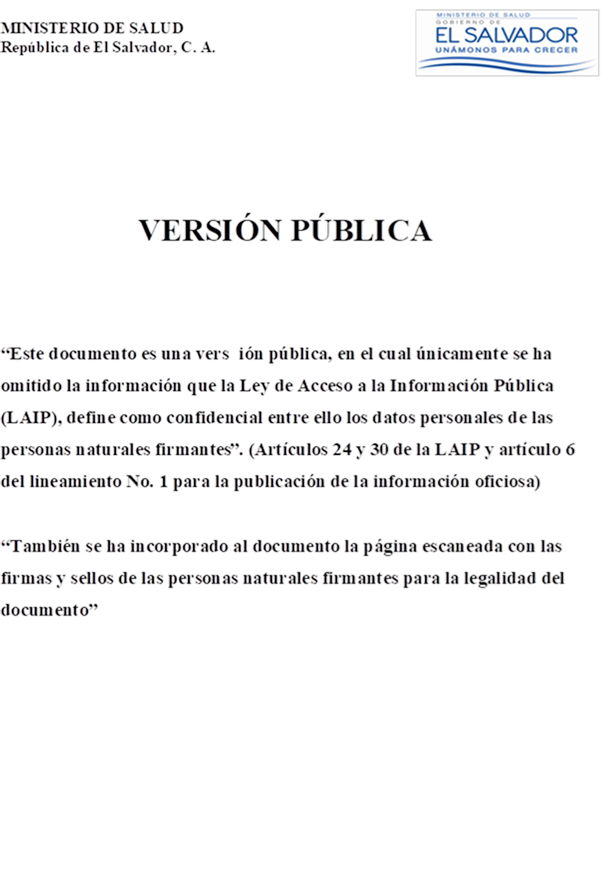 MINISTERIO DE SALUD
República de El Salvador, C. A.
MINISTERIO DE SALUD
GOBIERNO DE
EL SALVADOR
UNÁMONOS PARA CRECER
VERSIÓN PÚBLICA
“Este documento es una vers ión pública, en el cual únicamente se ha
omitido la información que la Ley de Acceso a la Información Pública
(LAIP), define como confidencial entre ello los datos personales de las
personas naturales firmantes”. (Artículos 24 y 30 de la LAIP y artículo 6
del lineamiento No. 1 para la publicación de la información oficiosa)
“También se ha incorporado al documento la página escaneada con las
firmas y sellos de las personas naturales firmantes para la legalidad del
documento”